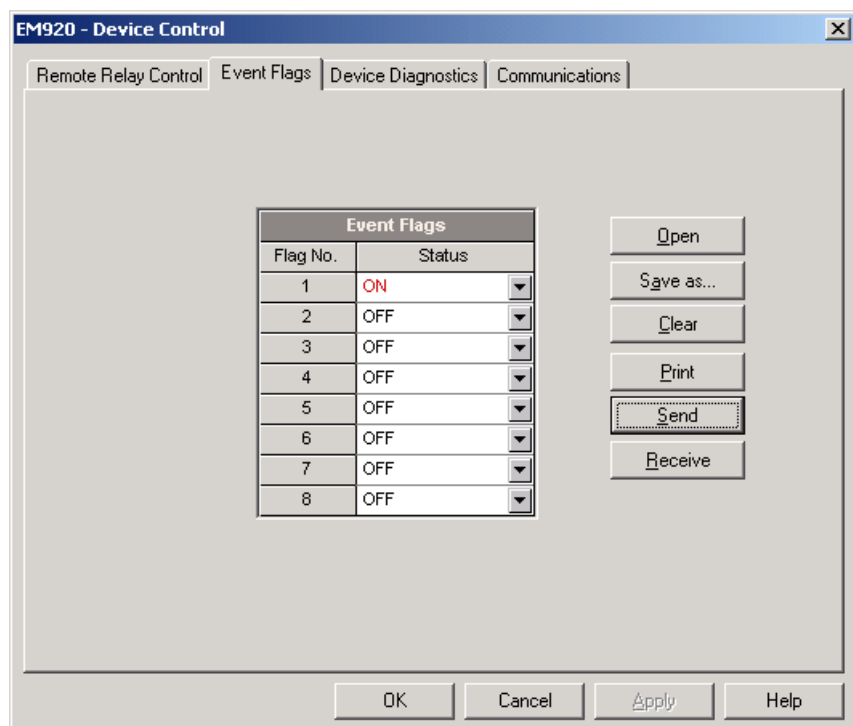 EM920 - Device Control
Remote Relay Control
Event Flags
Device Diagnostics
Communications
Event Flags
Flag No. Status
1 ON
2 OFF
3 OFF
4 OFF
5 OFF
6 OFF
7 OFF
8 OFF
Open
Save as...
Clear
Print
Send
Receive
OK
Cancel
Apply
Help